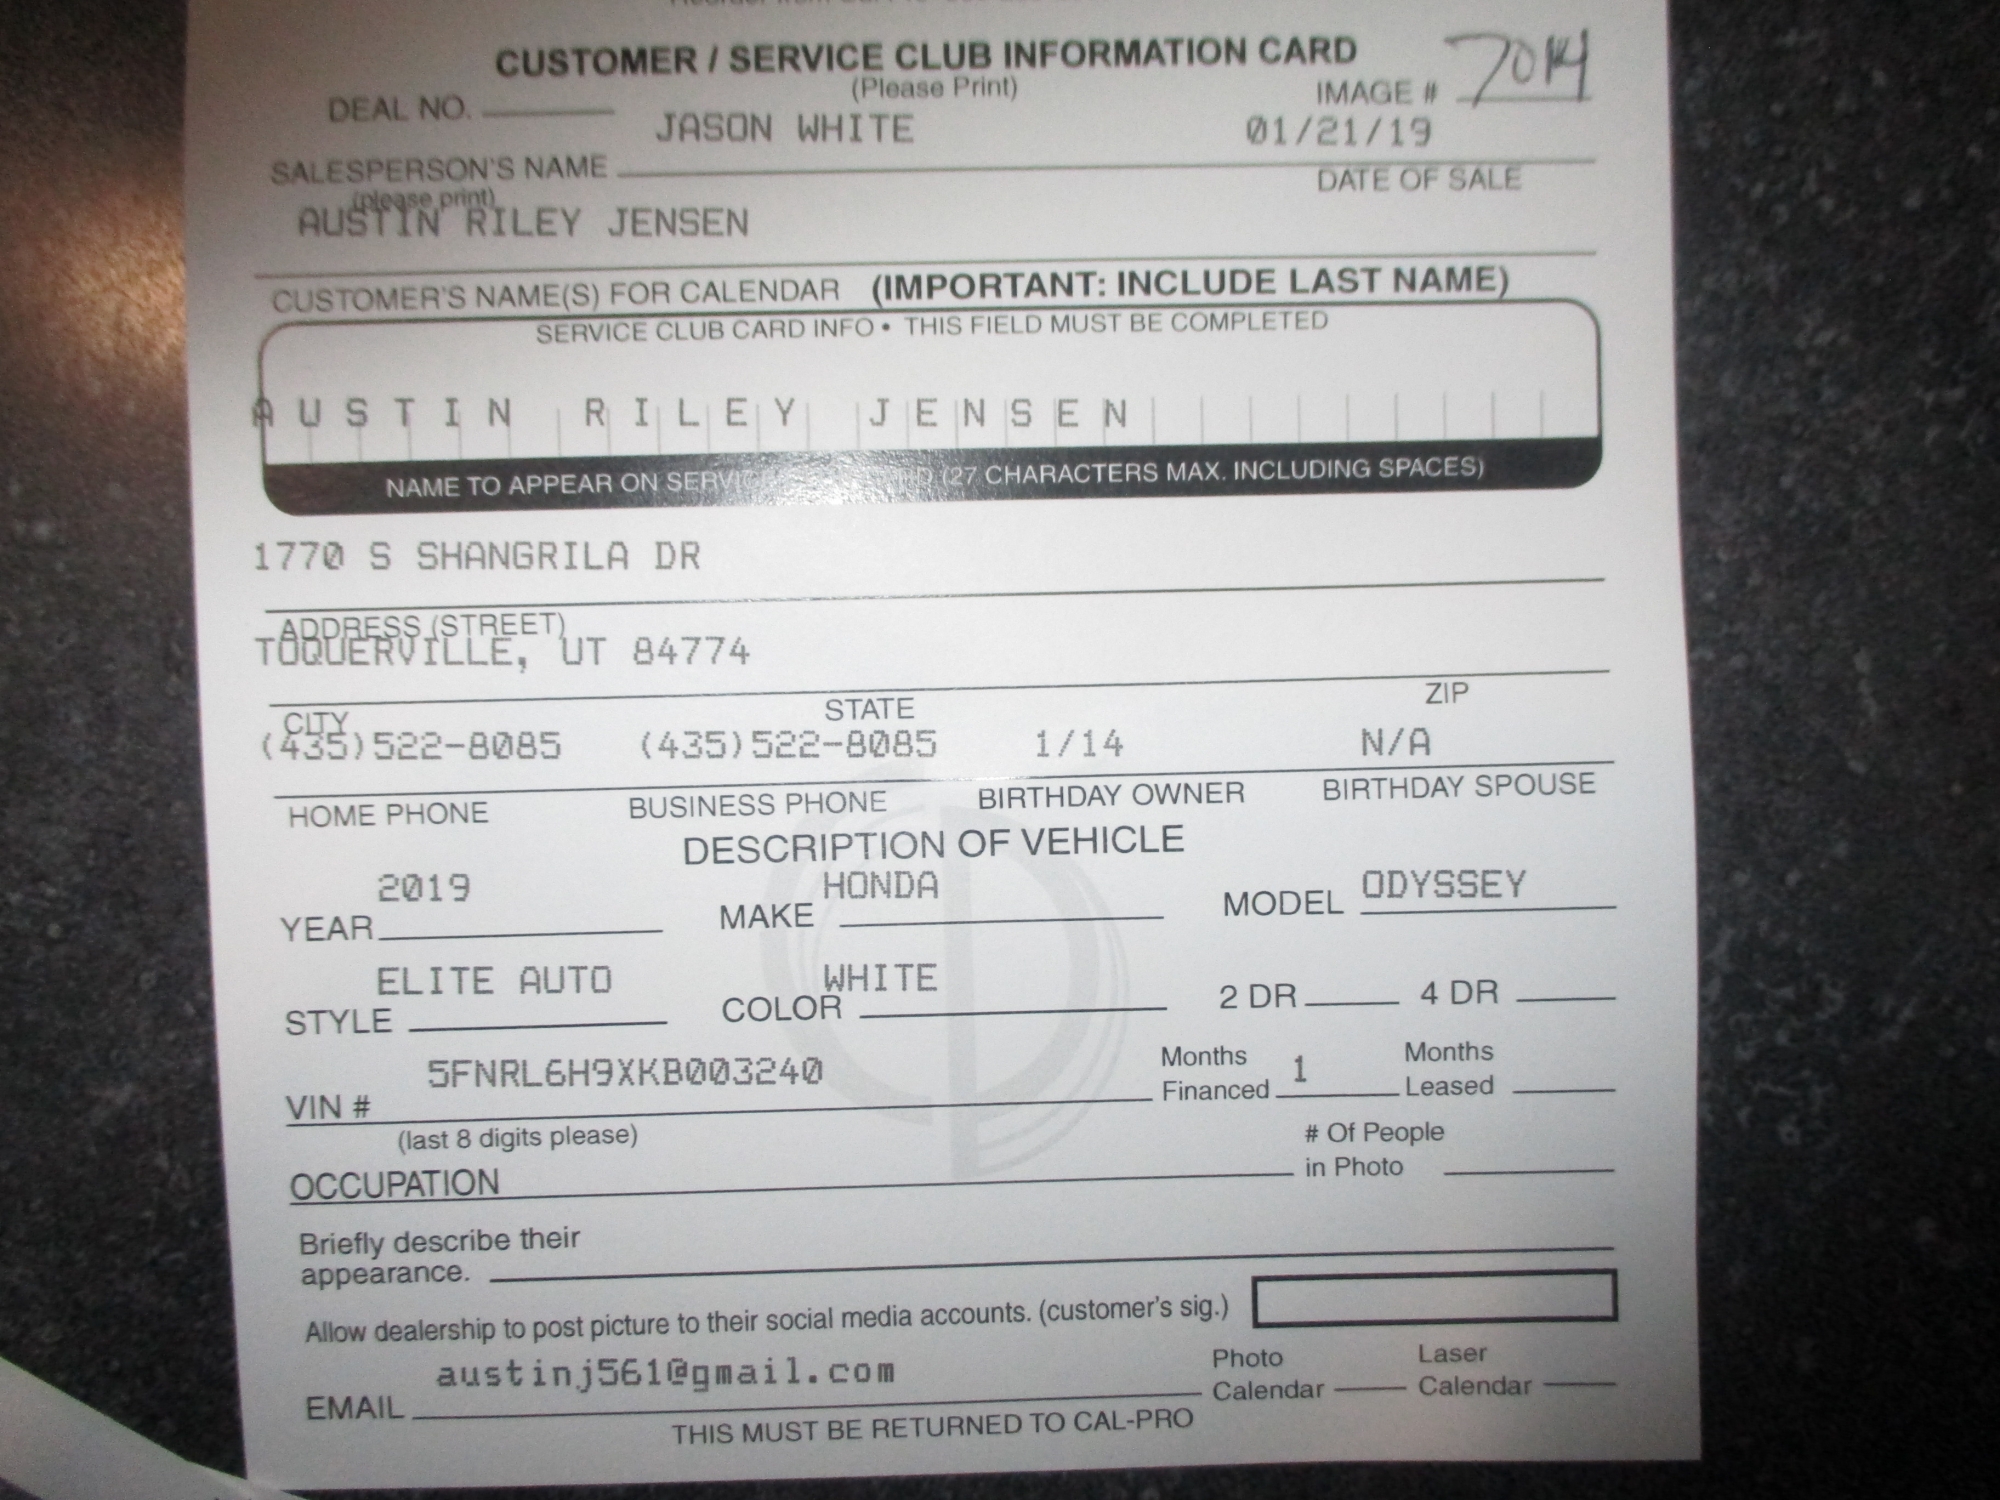 CUSTOMER / SERVICE CLUB INFORMATION CARD
(Please Print)
IMAGE # 7014
DEAL NO.
JASON WHITE 01/21/19
SALESPERSON'S NAME DATE OF SALE
(please print)
AUSTIN RILEY JENSEN
CUSTOMER'S NAME(S) FOR CALENDAR (IMPORTANT: INCLUDE LAST NAME)
SERVICE CLUB CARD INFO • THIS FIELD MUST BE COMPLETED
AUSTIN RILEY JENSEN
NAME TO APPEAR ON (27 CHARACTERS MAX. INCLUDING SPACES)
1770 S SHANGRILA DR
ADDRESS (STREET)
TOQUERVILLE, UT 84774
CITY STATE ZIP
(435)522-8085 (435)522-8085 1/14 N/A
HOME PHONE BUSINESS PHONE BIRTHDAY OWNER BIRTHDAY SPOUSE
DESCRIPTION OF VEHICLE
YEAR 2019 MAKE HONDA MODEL ODYSSEY
STYLE ELITE AUTO COLOR WHITE 2 DR 4 DR
VIN # 5FNRL6H9XKB003240 Months Financed 1 Months Leased
(last 8 digits please)
OCCUPATION # Of People in Photo
Briefly describe their
appearance.
Allow dealership to post picture to their social media accounts. (customer's sig.)
EMAIL austinj561@gmail.com Photo Calendar Laser Calendar
THIS MUST BE RETURNED TO CAL-PRO